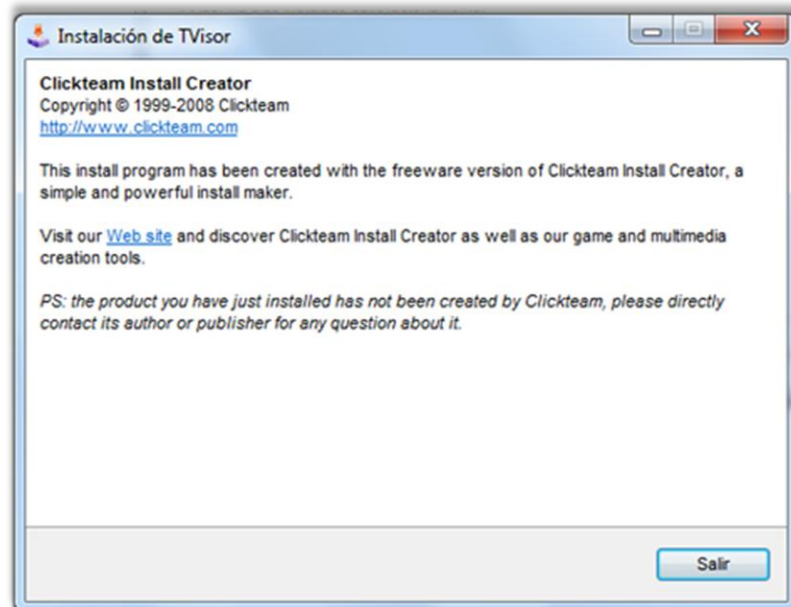 Instalación de TVisor
Clickteam Install Creator
Copyright © 1999-2008 Clickteam
http://www.clickteam.com
This install program has been created with the freeware version of Clickteam Install Creator, a
simple and powerful install maker.
Visit our Web site and discover Clickteam Install Creator as well as our game and multimedia
creation tools.
PS: the product you have just installed has not been created by Clickteam, please directly
contact its author or publisher for any question about it.
Salir